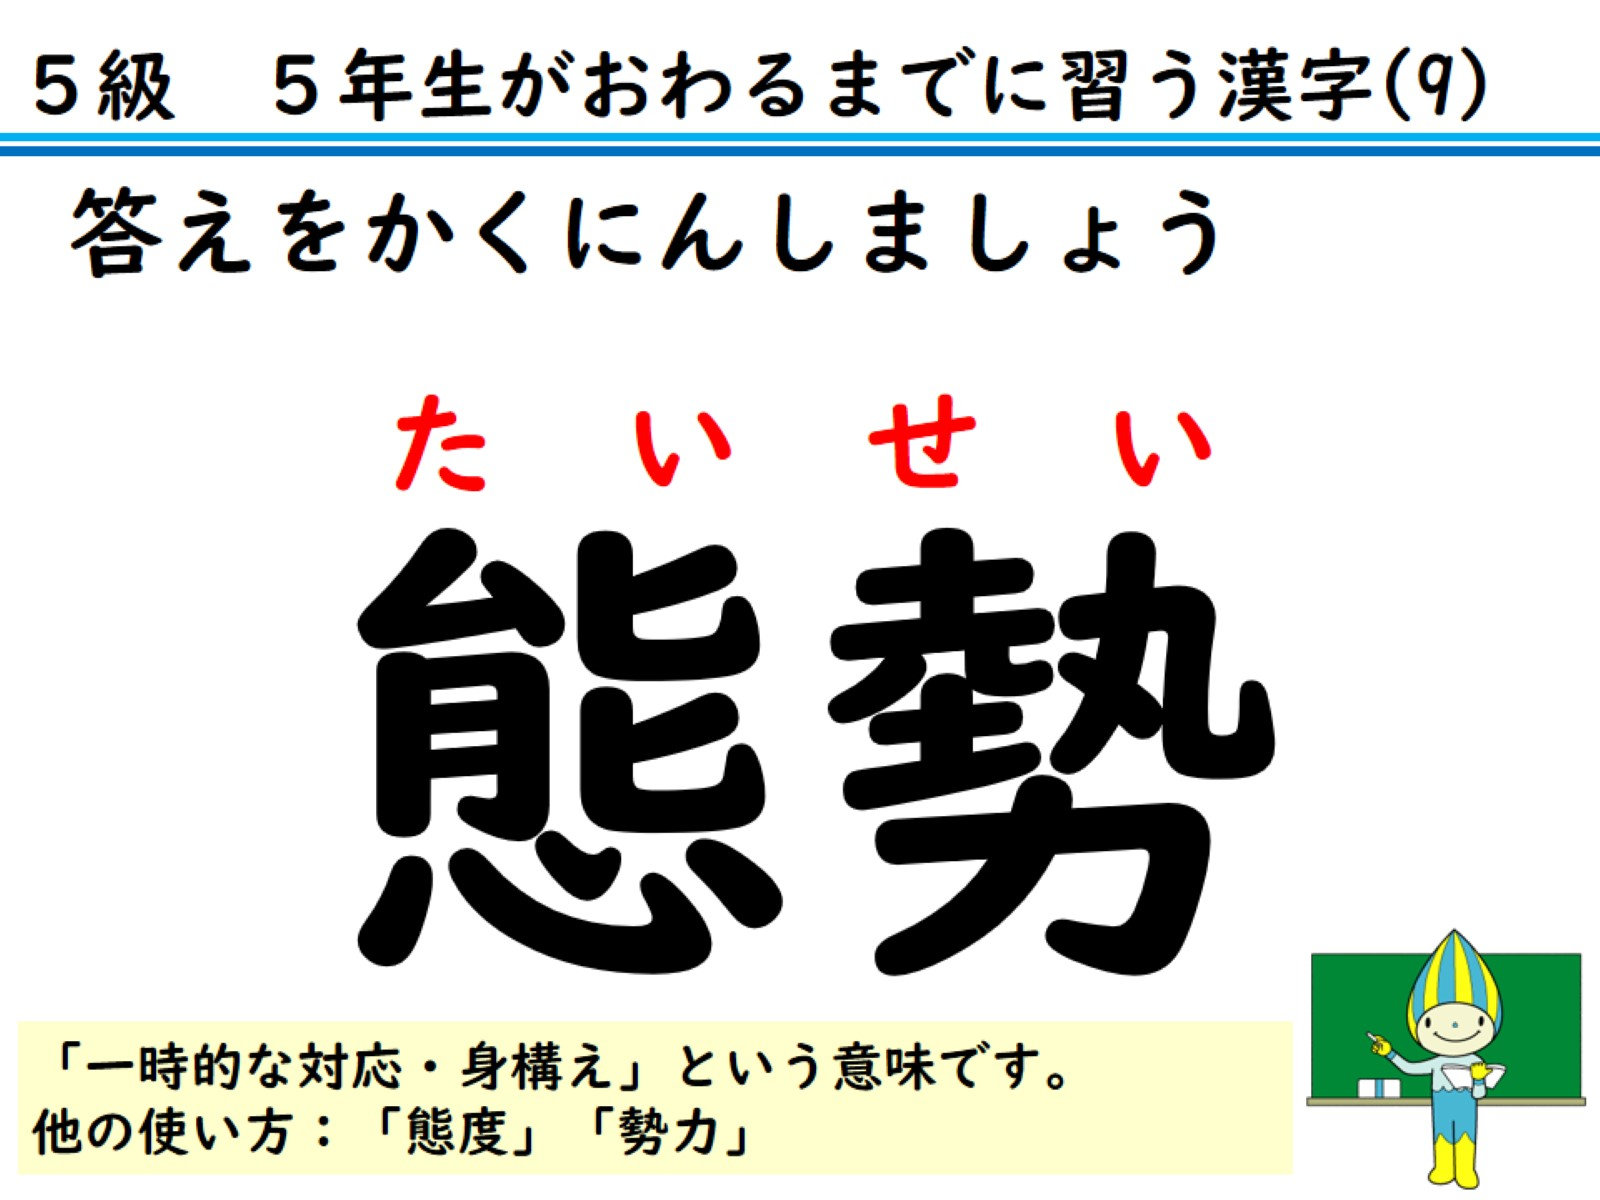 ５級　５年生がおわるまでに習う漢字(9)
答えをかくにんしましょう
たいせい
態勢
「一時的な対応・身構え」という意味です。
他の使い方：「態度」「勢力」